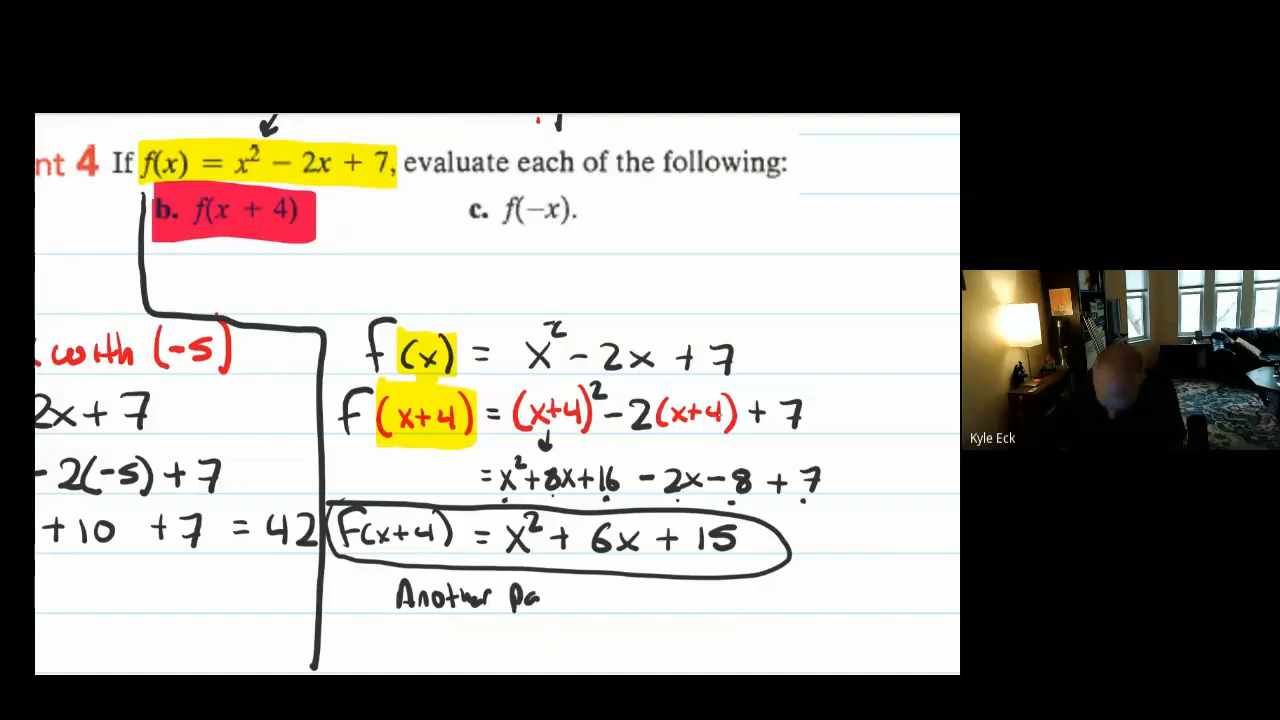 nt 4 If f(x) = x² − 2x + 7, evaluate each of the following:
b. f(x + 4) c. f(−x).
worth (-5)
f(x) = x² - 2x + 7
2x + 7
f(x+4) = (x+4)² - 2(x+4) + 7
- 2(-5) + 7
= x² + 8x + 16 - 2x - 8 + 7
+10 +7 = 42
f(x+4) = x² + 6x + 15
Another pa
Kyle Eck